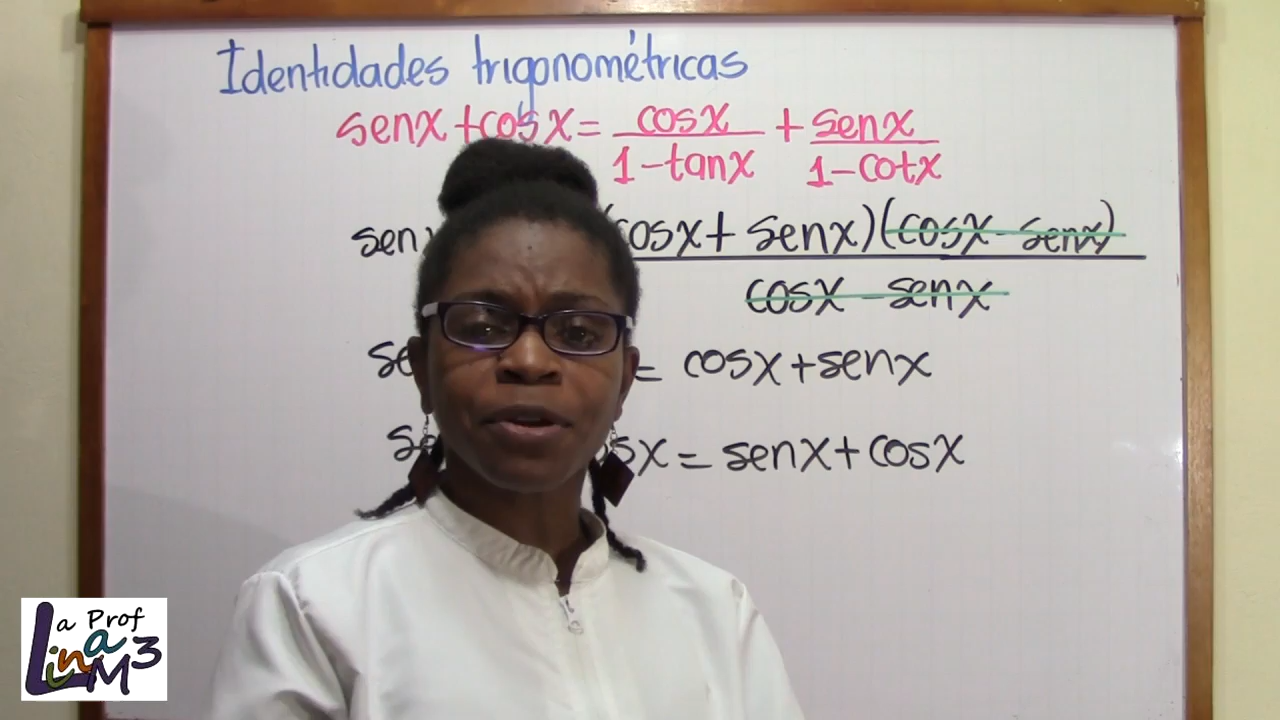 Identidades trigonométricas
senx + cosx = cosx/1-tanx + senx/1-cotx
cosx + senx)(cosx - senx)
cosx - senx
= cosx + senx
= senx + cosx
La Prof
Lina M3